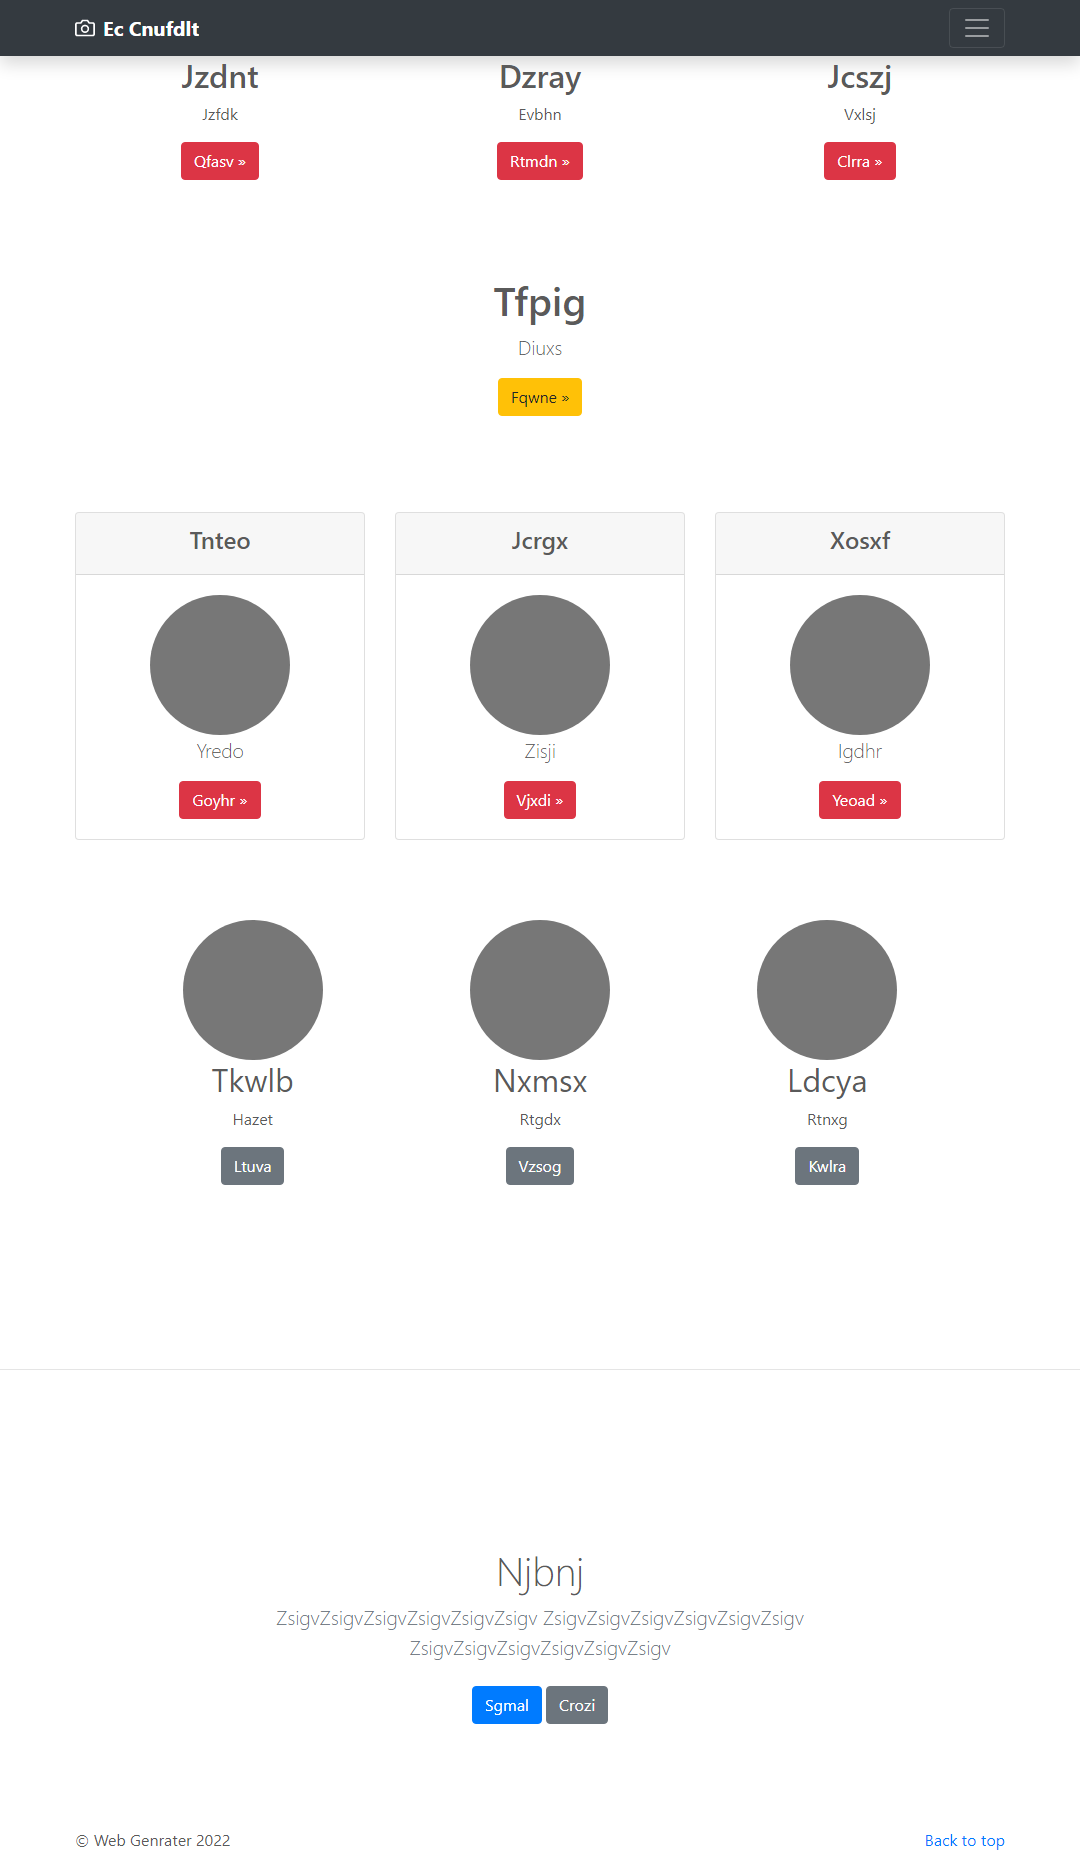 Ec Cnufdlt
Jzdnt
Dzray
Jcszj
Jzfdk
Evbhn
Vxlsj
Qfasv »
Rtmdn »
Clrra »
Tfpig
Diuxs
Fqwne »
Tnteo
Jcrgx
Xosxf
Yredo
Zisji
Igdhr
Goyhr »
Vjxdi »
Yeoad »
Tkwlb
Nxmsx
Ldcya
Hazet
Rtgdx
Rtnxg
Ltuva
Vzsog
Kwlra
Njbnj
ZsigvZsigvZsigvZsigvZsigvZsigv ZsigvZsigvZsigvZsigvZsigvZsigv
ZsigvZsigvZsigvZsigvZsigvZsigv
Sgmal
Crozi
© Web Genrater 2022
Back to top